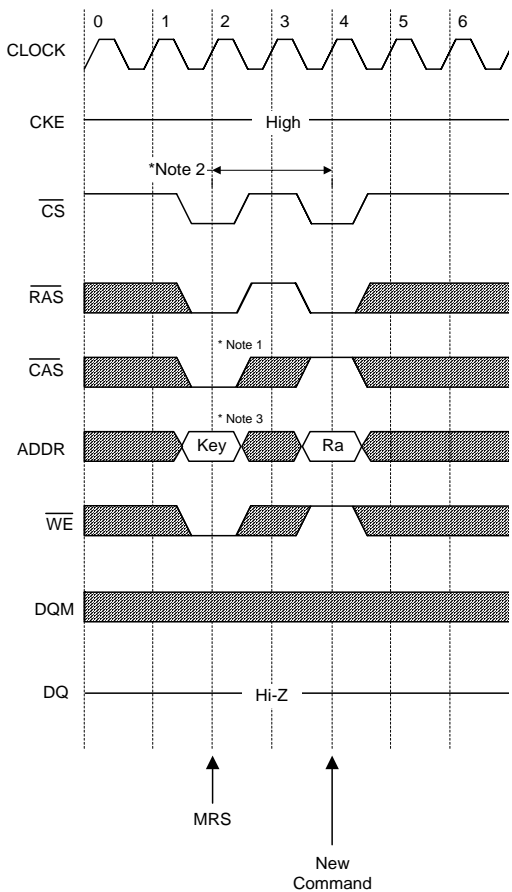 0 1 2 3 4 5 6
CLOCK
CKE High
*Note 2
CS
RAS
* Note 1
CAS
* Note 3
ADDR Key Ra
WE
DQM
DQ Hi-Z
MRS
New
Command